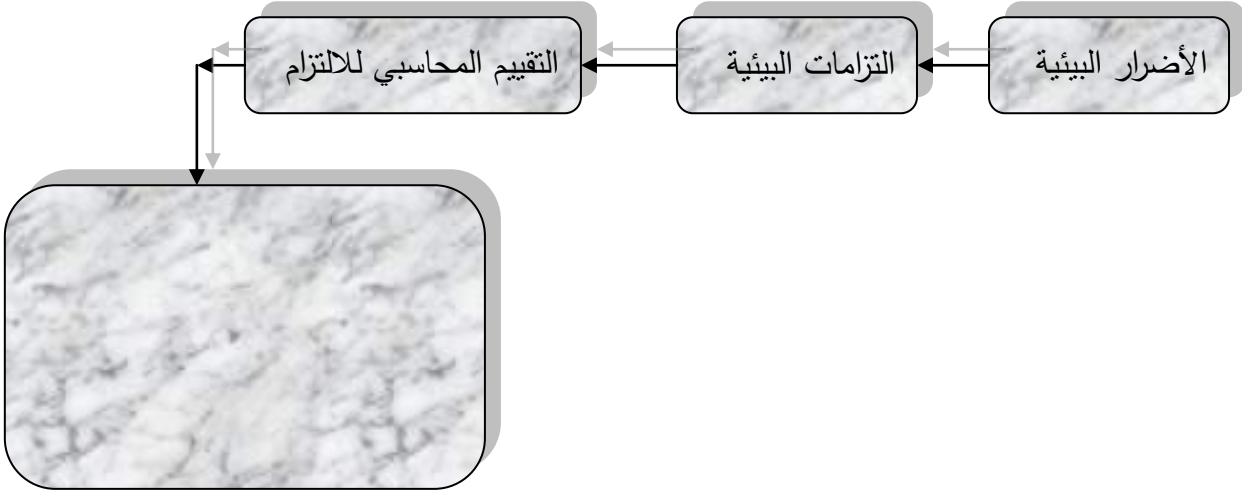 الأضرار البيئية
التزامات البيئية
التقييم المحاسبي للالتزام